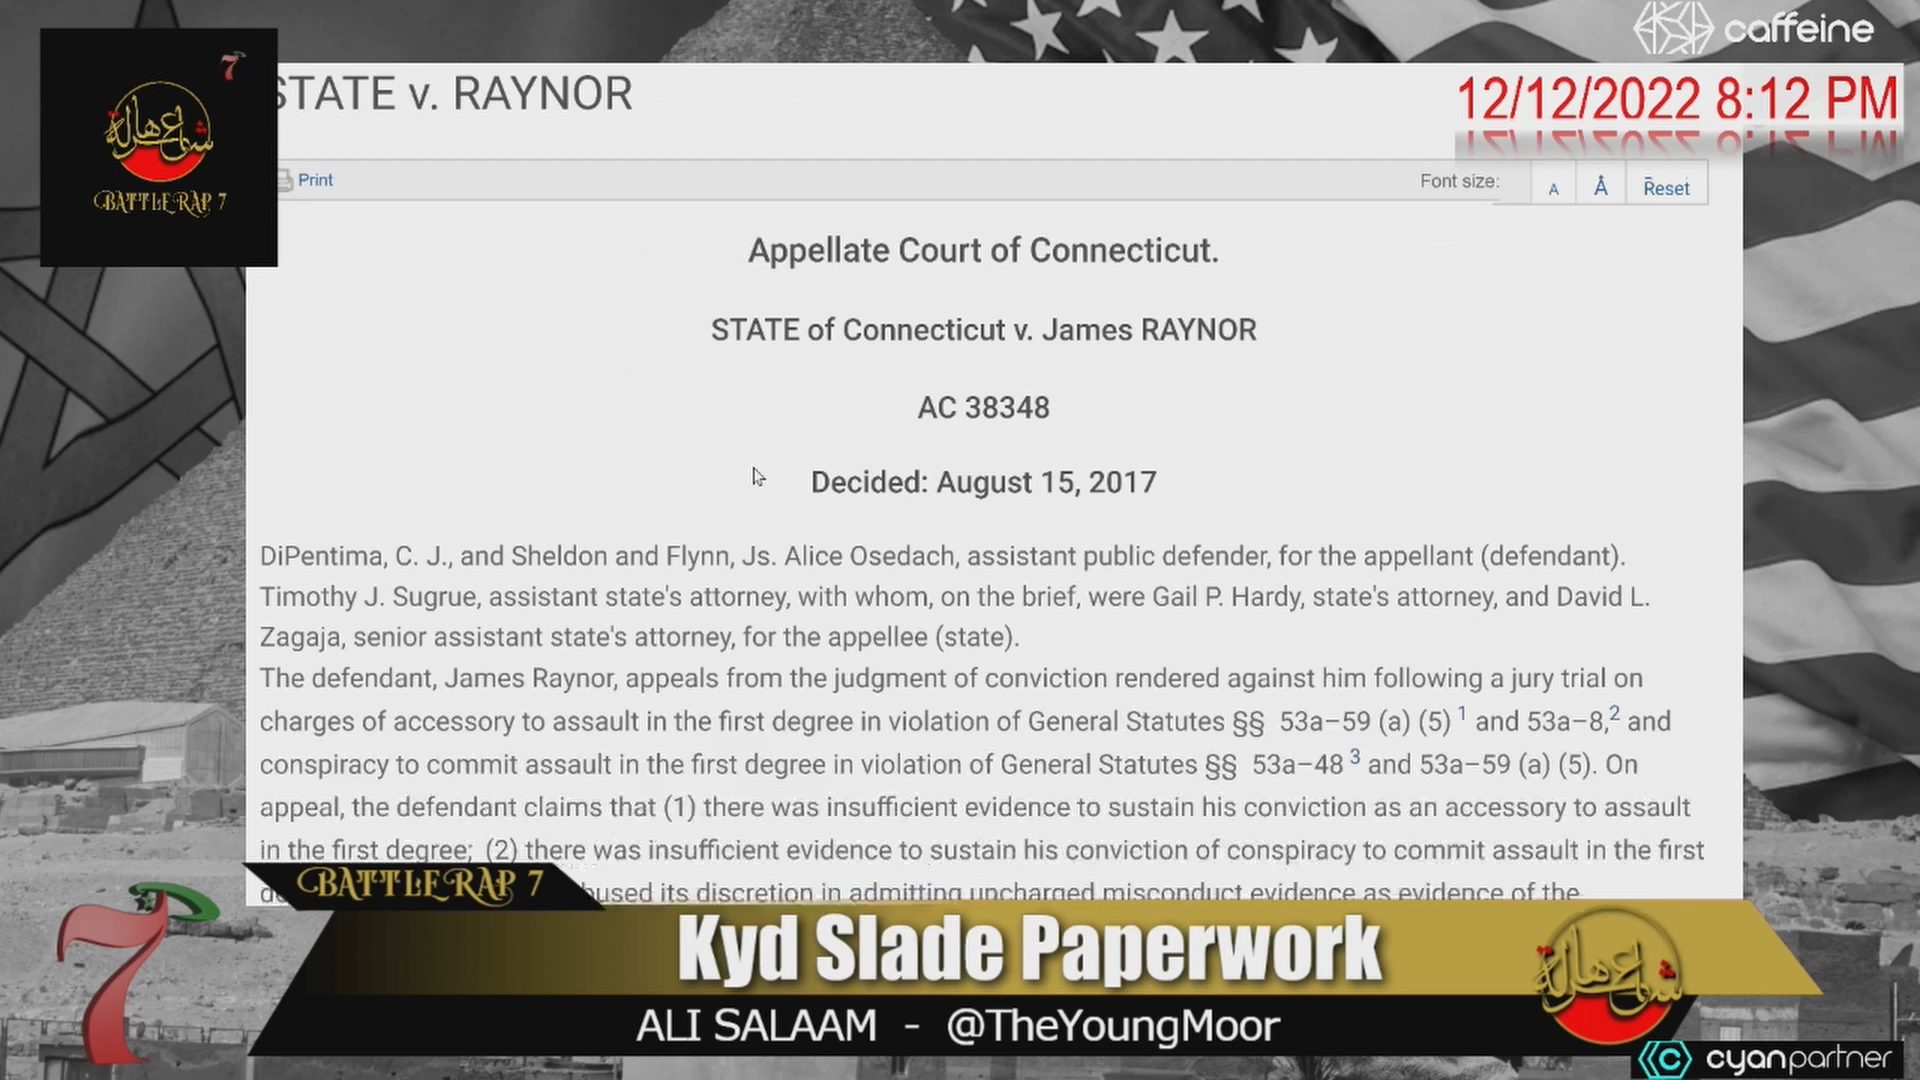 caffeine
7
STATE v. RAYNOR
12/12/2022 8:12 PM
BATTLE RAP 7
Print
Font size:
A
A
Reset
Appellate Court of Connecticut.
STATE of Connecticut v. James RAYNOR
AC 38348
Decided: August 15, 2017
DiPentima, C. J., and Sheldon and Flynn, Js. Alice Osedach, assistant public defender, for the appellant (defendant).
Timothy J. Sugrue, assistant state's attorney, with whom, on the brief, were Gail P. Hardy, state's attorney, and David L.
Zagaja, senior assistant state's attorney, for the appellee (state).
The defendant, James Raynor, appeals from the judgment of conviction rendered against him following a jury trial on
charges of accessory to assault in the first degree in violation of General Statutes §§ 53a–59 (a) (5) 1 and 53a–8,2 and
conspiracy to commit assault in the first degree in violation of General Statutes §§ 53a–48 3 and 53a–59 (a) (5). On
appeal, the defendant claims that (1) there was insufficient evidence to sustain his conviction as an accessory to assault
in the first degree; (2) there was insufficient evidence to sustain his conviction of conspiracy to commit assault in the first
its discretion in admitting uncharged misconduct evidence as evidence of the
BATTLE RAP 7
7
Kyd Slade Paperwork
ALI SALAAM - @TheYoungMoor
cyanpartner